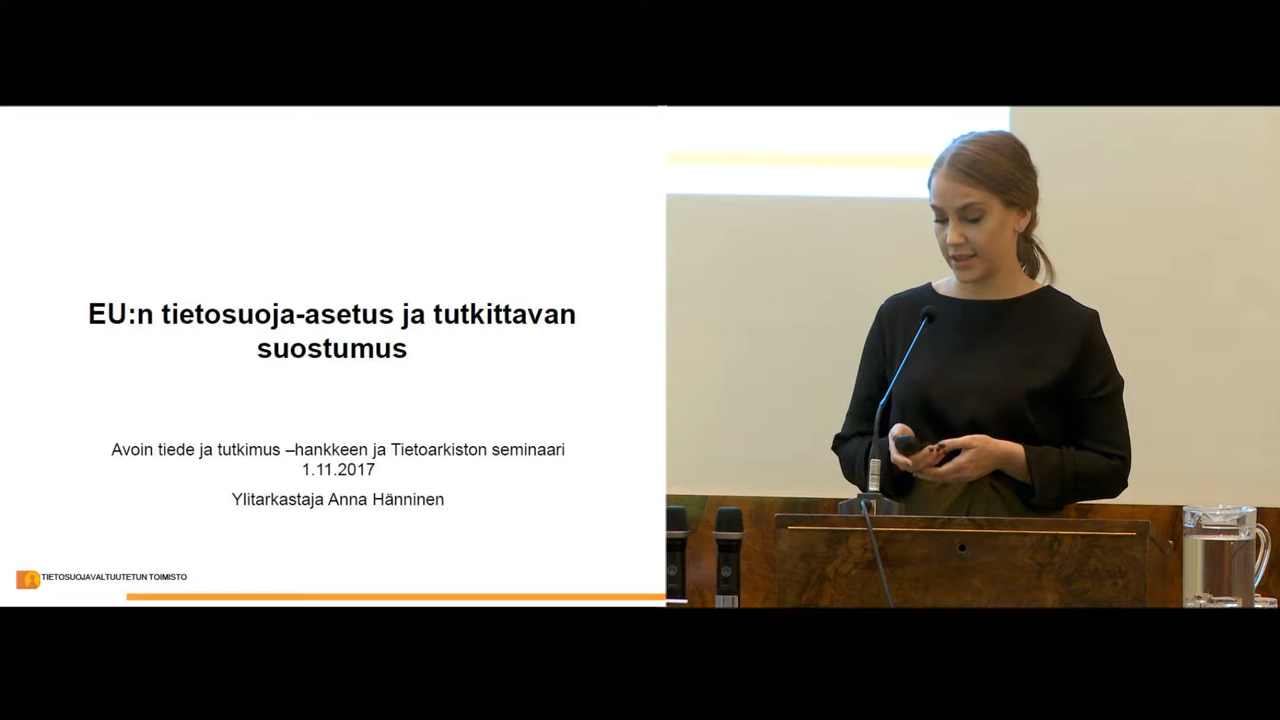 EU:n tietosuoja-asetus ja tutkittavan
suostumus
Avoin tiede ja tutkimus –hankkeen ja Tietoarkiston seminaari
1.11.2017
Ylitarkastaja Anna Hänninen
TIETOSUOJAVALTUUTETUN TOIMISTO